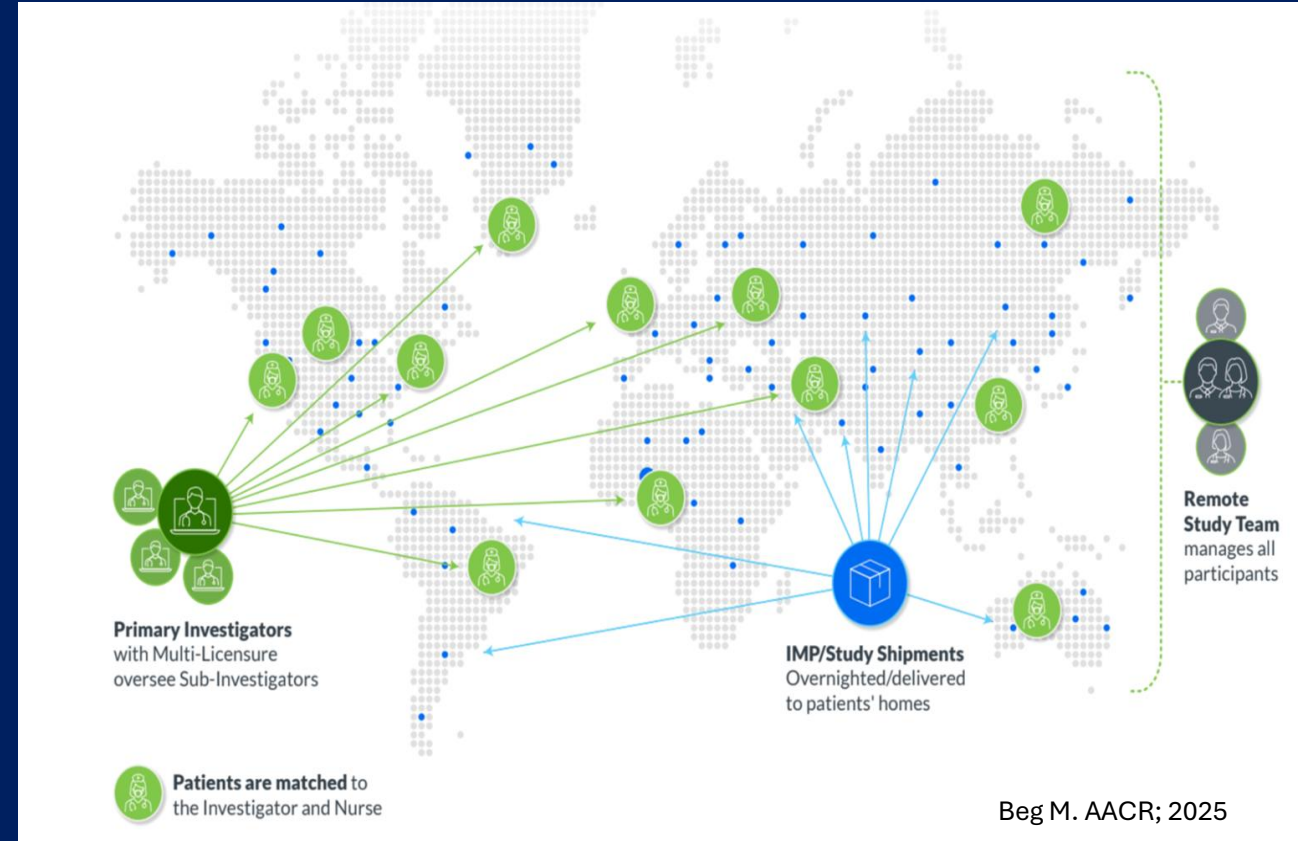 Remote
Study Team
manages all
participants
Primary Investigators
with Multi-Licensure
oversee Sub-Investigators
IMP/Study Shipments
Overnighted/delivered
to patients' homes
Patients are matched to
the Investigator and Nurse
Beg M. AACR; 2025